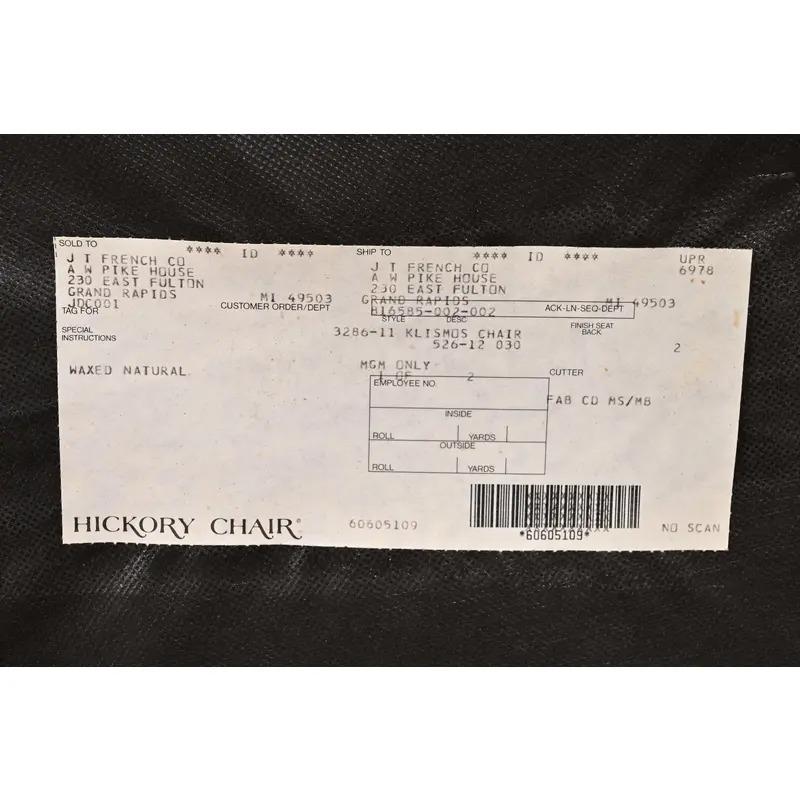 SOLD TO **** ID **** SHIP TO **** ID **** UPR
J T FRENCH CO J T FRENCH CO 6978
A W PIKE HOUSE A W PIKE HOUSE
230 EAST FULTON 230 EAST FULTON
GRAND RAPIDS MI 49503 GRAND RAPIDS MI 49503
JDC001 CUSTOMER ORDER/DEPT 816585-002-002 ACK-LN-SEQ-DEPT
TAG FOR STYLE DESC FINISH SEAT
SPECIAL 3286-11 KLISMOS CHAIR BACK
INSTRUCTIONS 526-12 030 2
WAXED NATURAL MGM ONLY CUTTER
1 OF 2
EMPLOYEE NO. FAB CD MS/MB
INSIDE
ROLL YARDS
OUTSIDE
ROLL YARDS
HICKORY CHAIR® 60605109 *60605109* NO SCAN